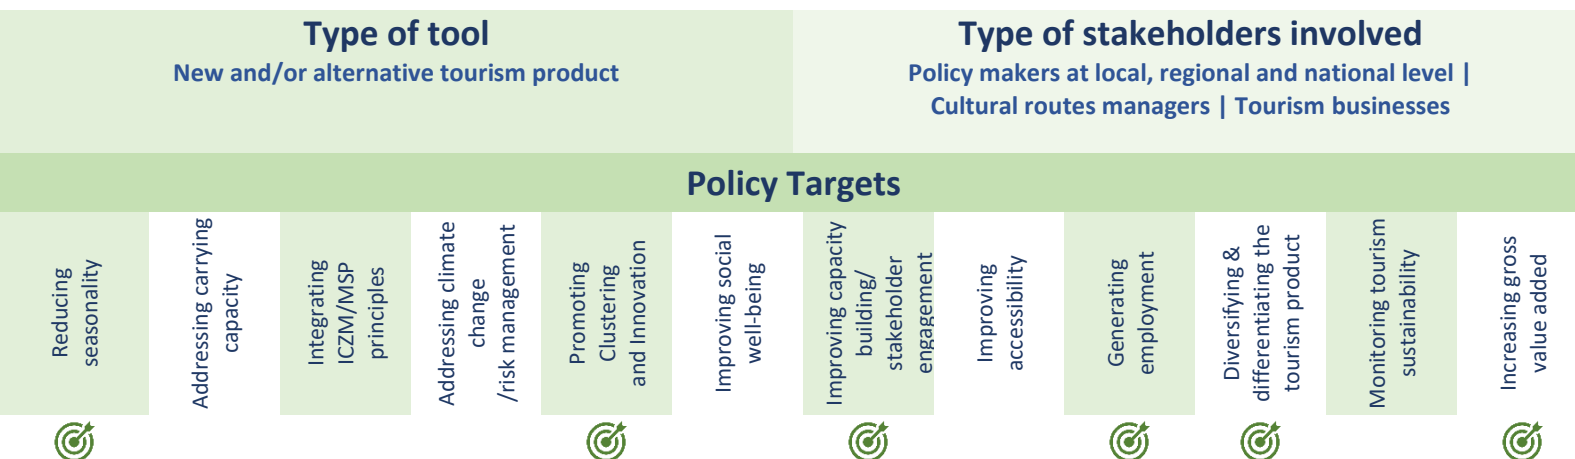 Type of tool
New and/or alternative tourism product
Type of stakeholders involved
Policy makers at local, regional and national level |
Cultural routes managers | Tourism businesses
Policy Targets
Reducing
seasonality
Addressing carrying
capacity
Integrating
ICZM/MSP
principles
Addressing climate
change
/risk management
Promoting
Clustering
and Innovation
Improving social
well-being
Improving capacity
building/
stakeholder
engagement
Improving
accessibility
Generating
employment
Diversifying &
differentiating the
tourism product
Monitoring tourism
sustainability
Increasing gross
value added